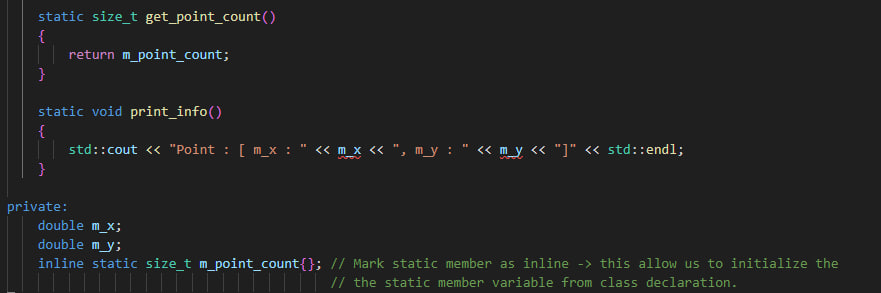 static size_t get_point_count()
{
return m_point_count;
}
static void print_info()
{
std::cout << "Point : [ m_x : " << m_x << ", m_y : " << m_y << "]" << std::endl;
}
private:
double m_x;
double m_y;
inline static size_t m_point_count{}; // Mark static member as inline -> this allow us to initialize the
// the static member variable from class declaration.